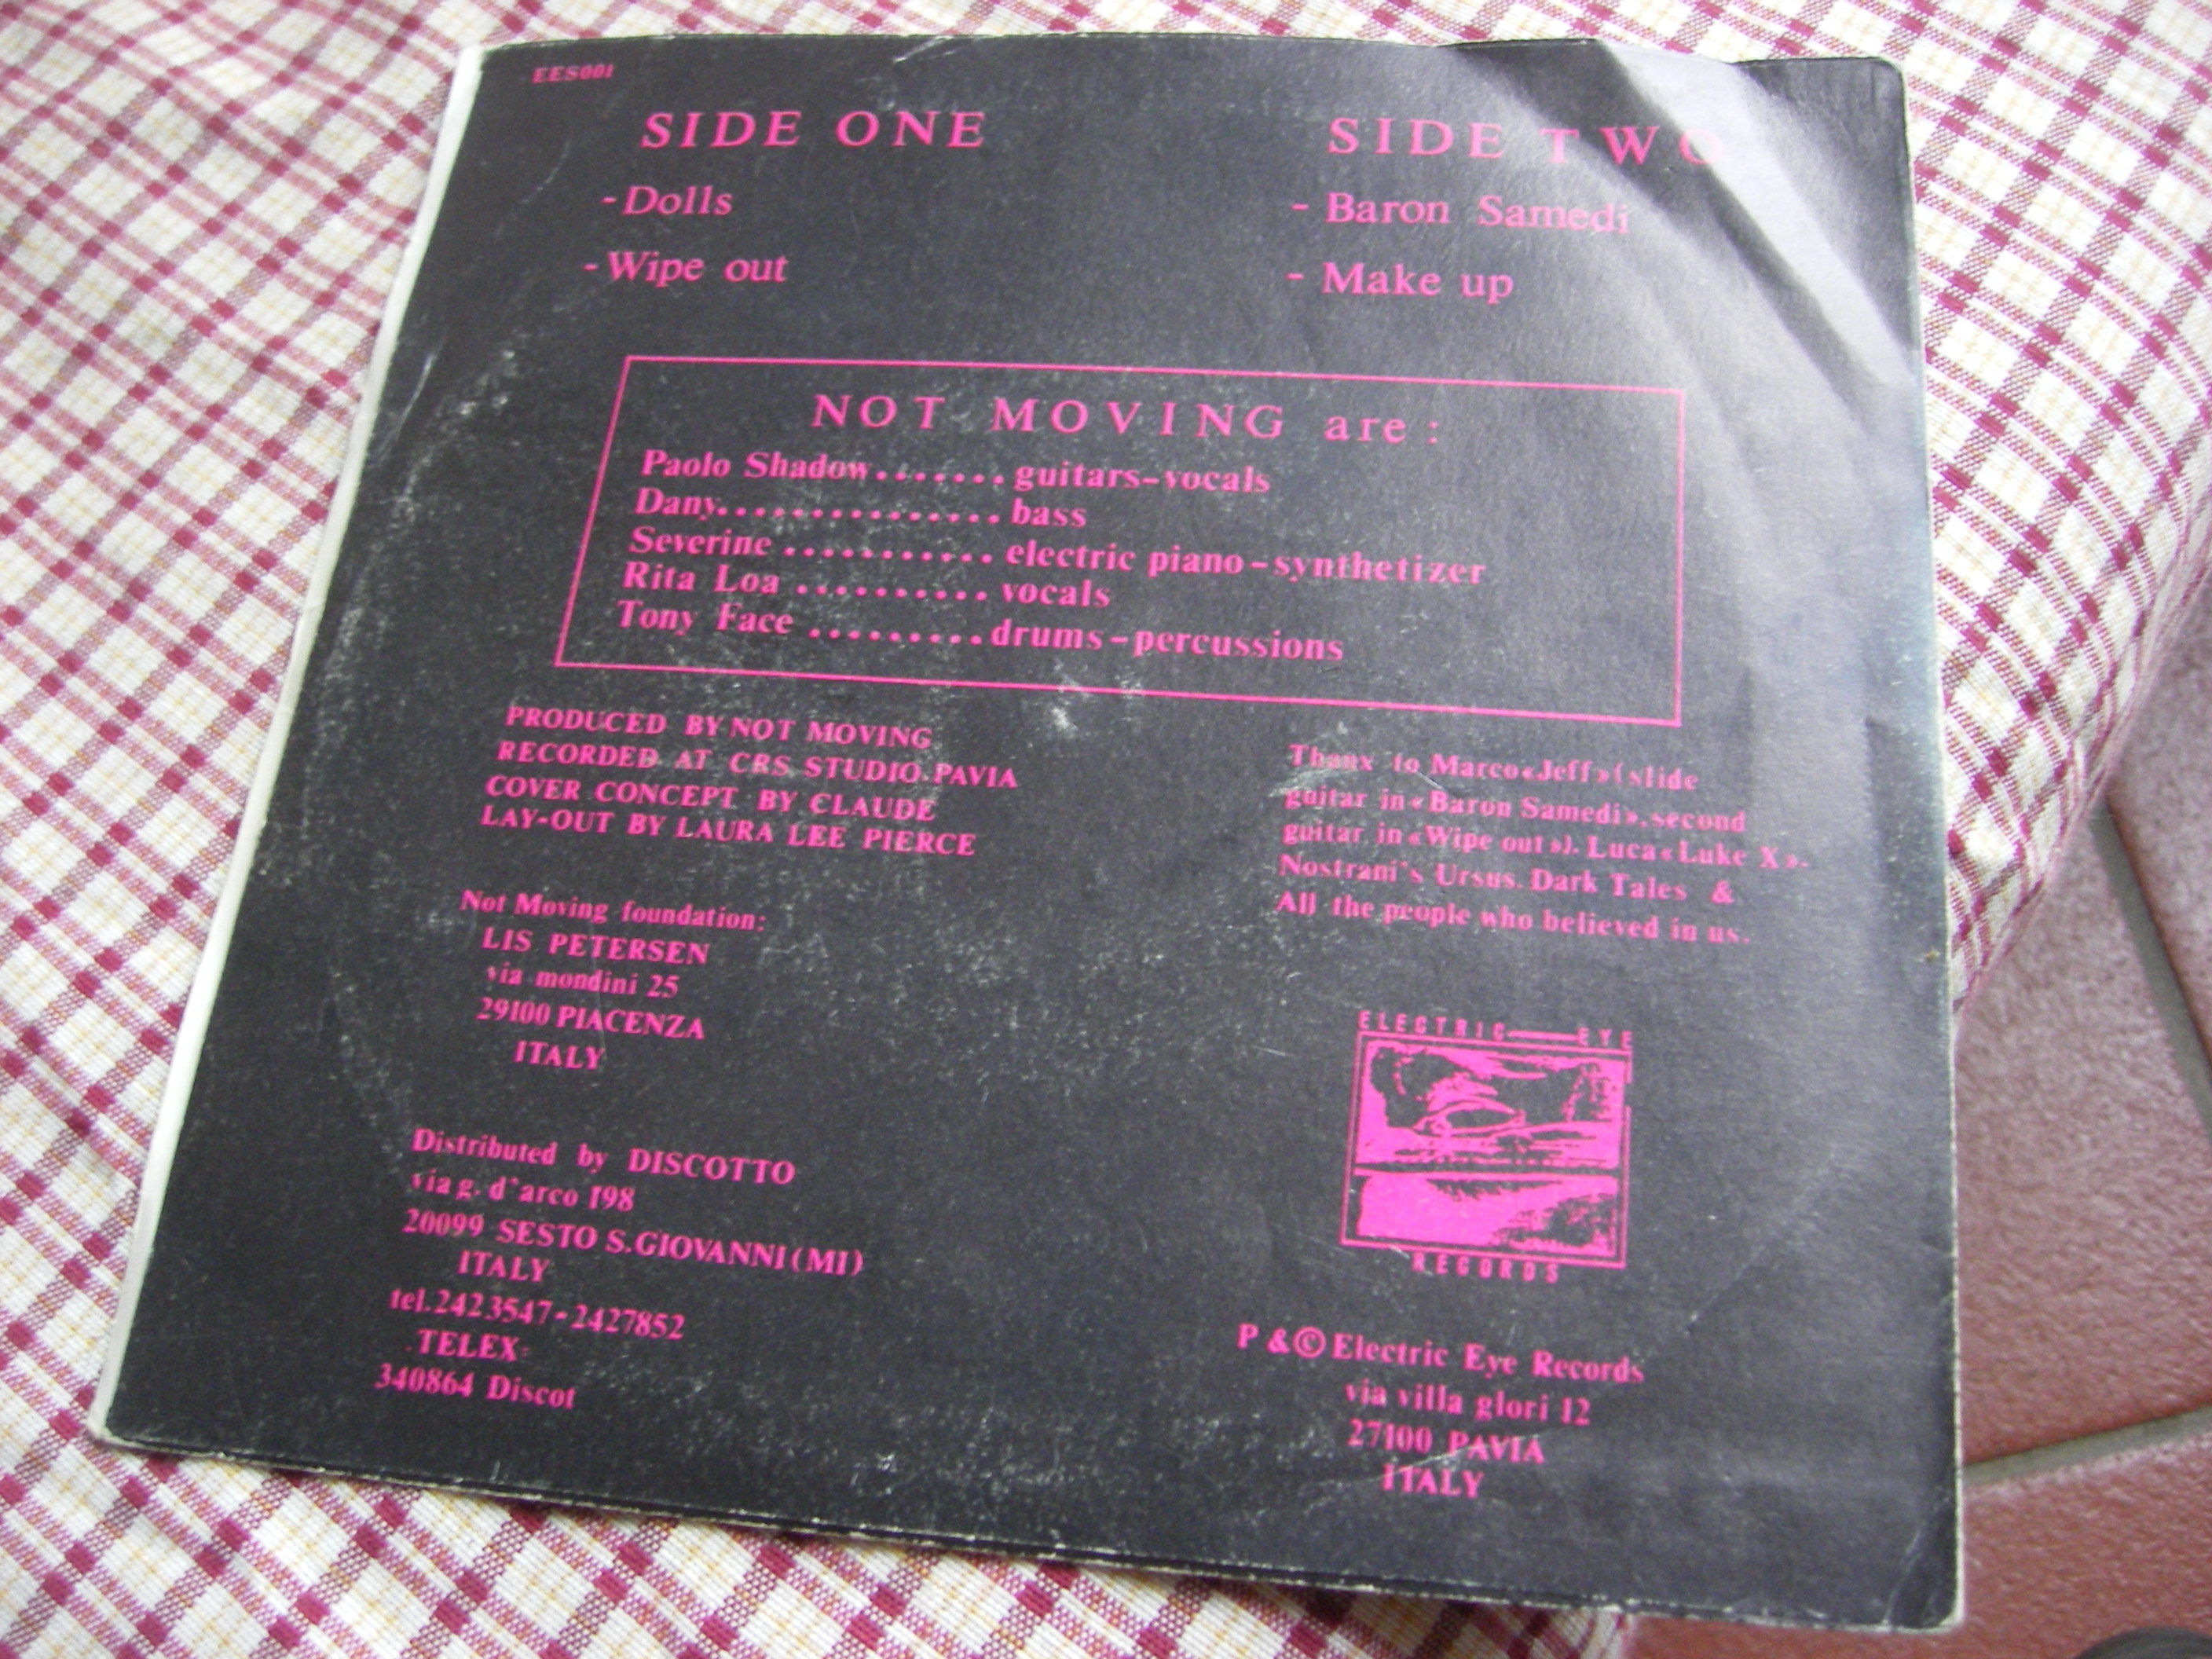 EES001
SIDE ONE
-Dolls
-Wipe out
SIDE TWO
- Baron Samedi
- Make up
NOT MOVING are :
Paolo Shadow.......guitars-vocals
Dany...............bass
Severine ...........electric piano-synthetizer
Rita Loa ..........vocals
Tony Face .........drums-percussions
PRODUCED BY NOT MOVING
RECORDED AT CRS STUDIO.PAVIA
COVER CONCEPT BY CLAUDE
LAY-OUT BY LAURA LEE PIERCE
Thanx to Marco«Jeff»(slide
guitar in«Baron Samedi».second
guitar in«Wipe out»). Luca«Luke X».
Nostrani's Ursus. Dark Tales &
All the people who believed in us.
Not Moving foundation:
LIS PETERSEN
via mondini 25
29100 PIACENZA
ITALY
Distributed by DISCOTTO
via g. d'arco 198
20099 SESTO S.GIOVANNI(MI)
ITALY
tel.2423547-2427852
TELEX:
340864 Discot
ELECTRIC EYE
RECORDS
P & © Electric Eye Records
via villa glori 12
27100 PAVIA
ITALY